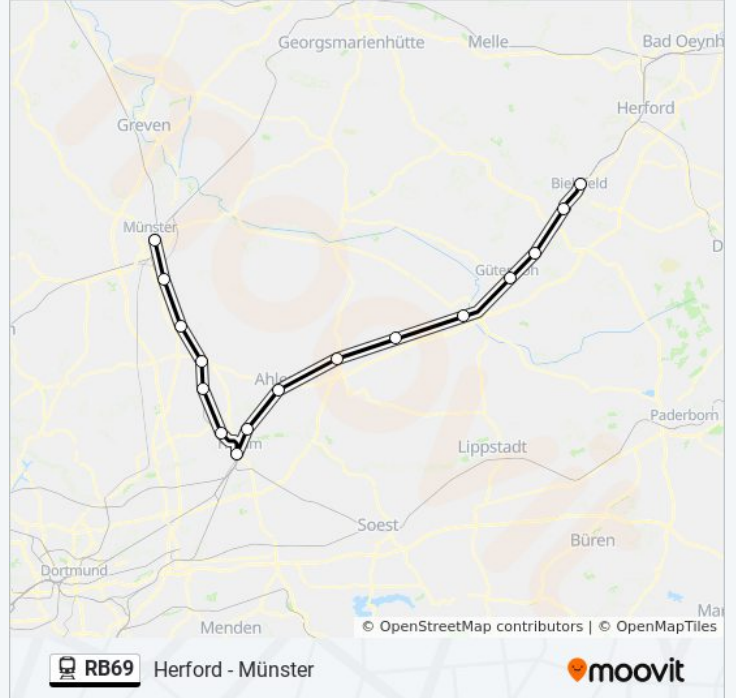 Georgsmarienhütte
Melle
Bad Oeynh
Herford
Greven
Bielefeld
Münster
D
Gütersloh
Ahlen
Hamm
Paderborn
Lippstadt
Soest
Büren
Dortmund
Mar
Menden
© OpenStreetMap contributors | © OpenMapTiles
RB69 Herford - Münster
moovit